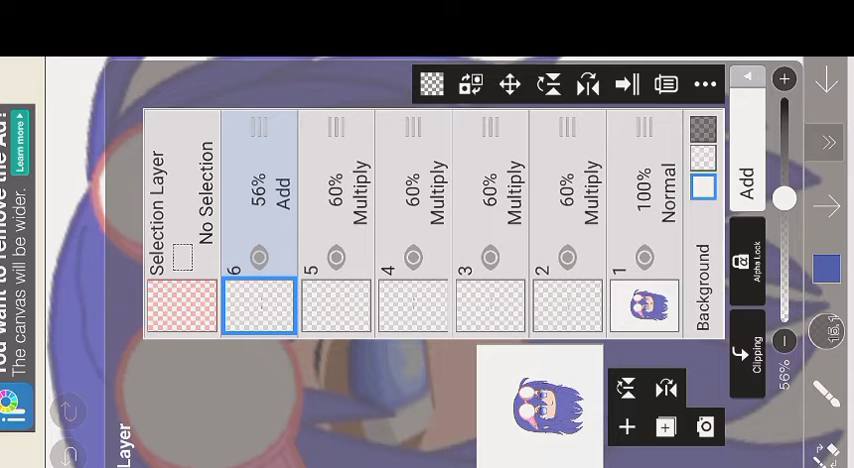 You want to remove the Ad?
The canvas will be wider.
Learn more ▸
Layer
Selection Layer
No Selection
6
56%
Add
5
60%
Multiply
4
60%
Multiply
3
60%
Multiply
2
60%
Multiply
1
100%
Normal
Background
Add
Alpha Lock
Clipping
56%
15.1